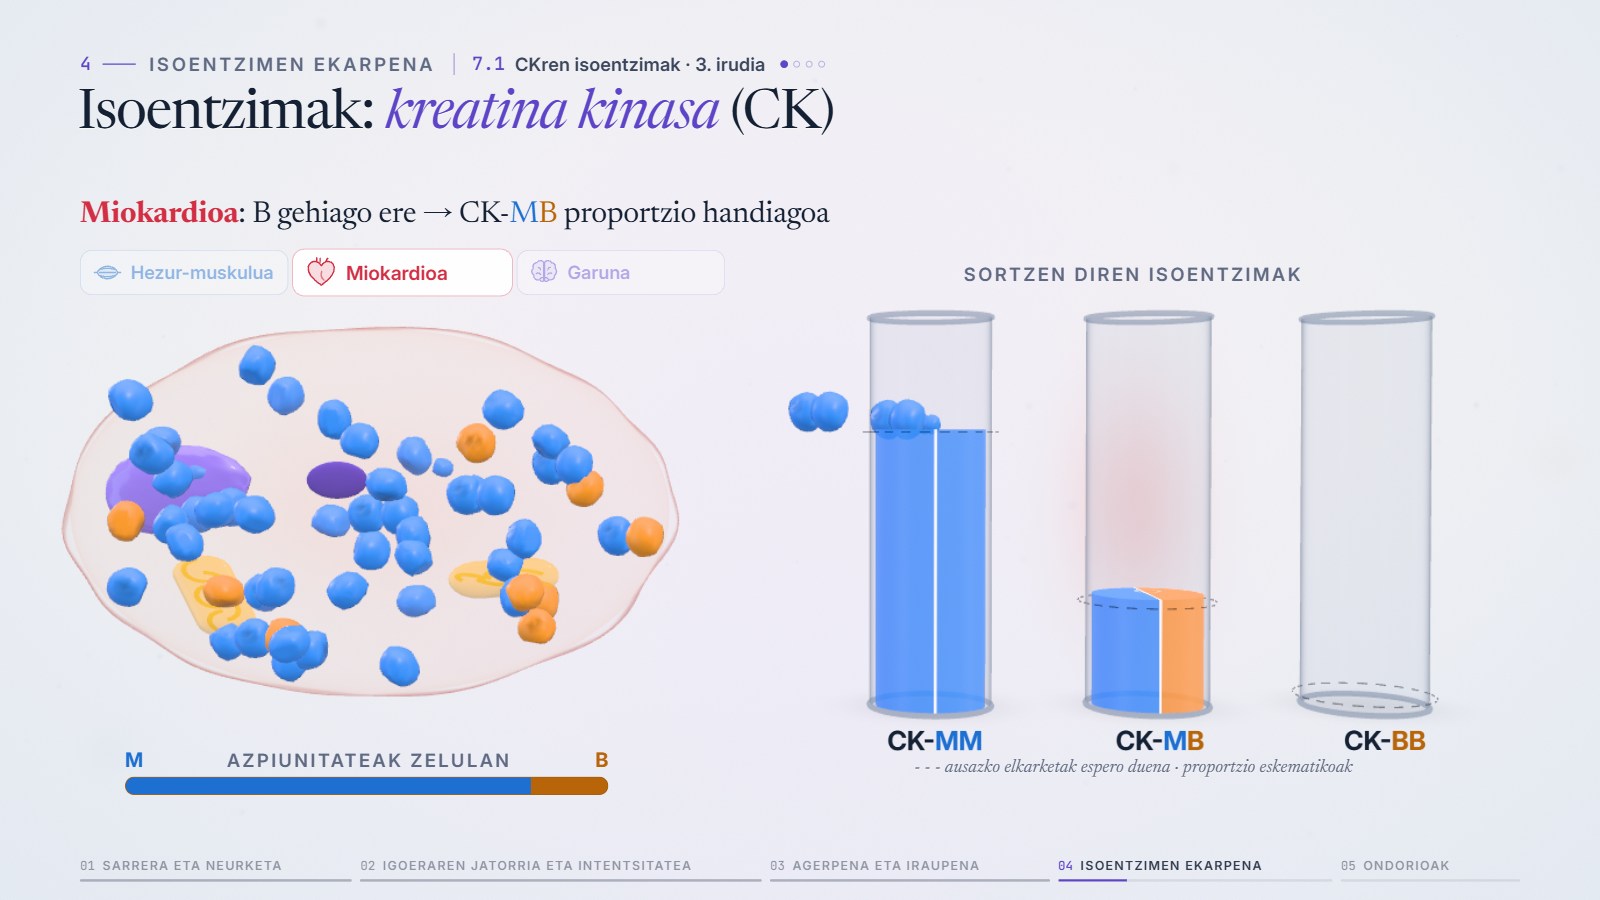 4 — ISOENTZIMEN EKARPENA | 7.1 CKren isoentzimak · 3. irudia
Isoentzimak: kreatina kinasa (CK)
Miokardioa: B gehiago ere → CK-MB proportzio handiagoa
Hezur-muskulua Miokardioa Garuna
SORTZEN DIREN ISOENTZIMAK
CK-MM CK-MB CK-BB
- - - ausazko elkarketak espero duena · proportzio eskematikoak
M AZPIUNITATEAK ZELULAN B
01 SARRERA ETA NEURKETA 02 IGOERAREN JATORRIA ETA INTENTSITATEA 03 AGERPENA ETA IRAUPENA 04 ISOENTZIMEN EKARPENA 05 ONDORIOAK